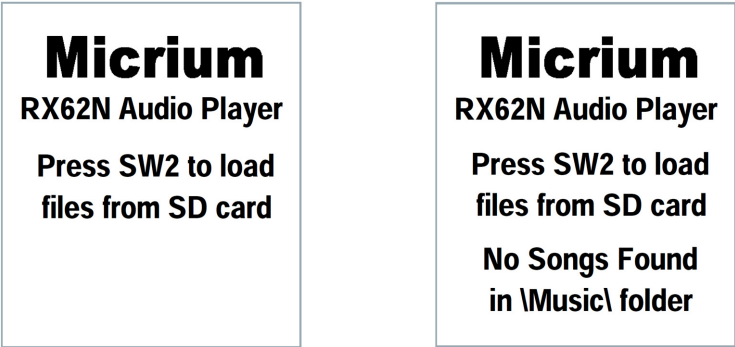 Micrium
RX62N Audio Player
Press SW2 to load
files from SD card
Micrium
RX62N Audio Player
Press SW2 to load
files from SD card
No Songs Found
in \Music\ folder